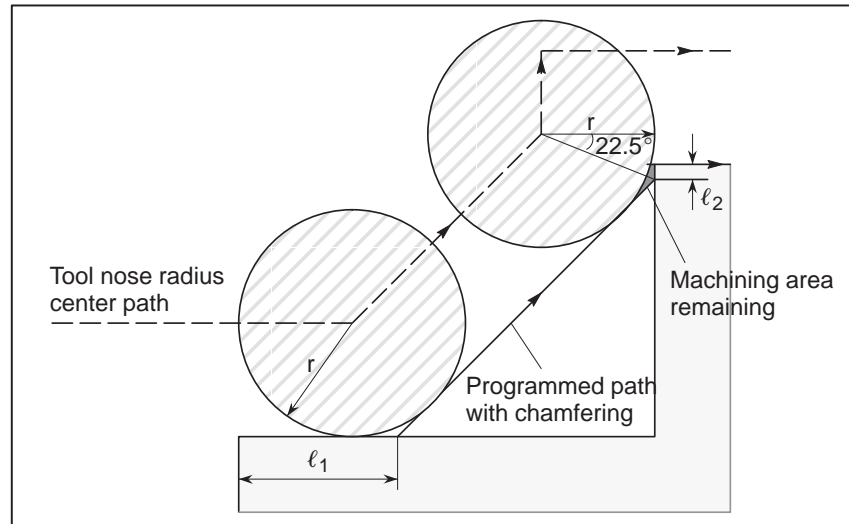 r
22.5°
ℓ2
Tool nose radius
center path
Machining area
remaining
r
Programmed path
with chamfering
ℓ1